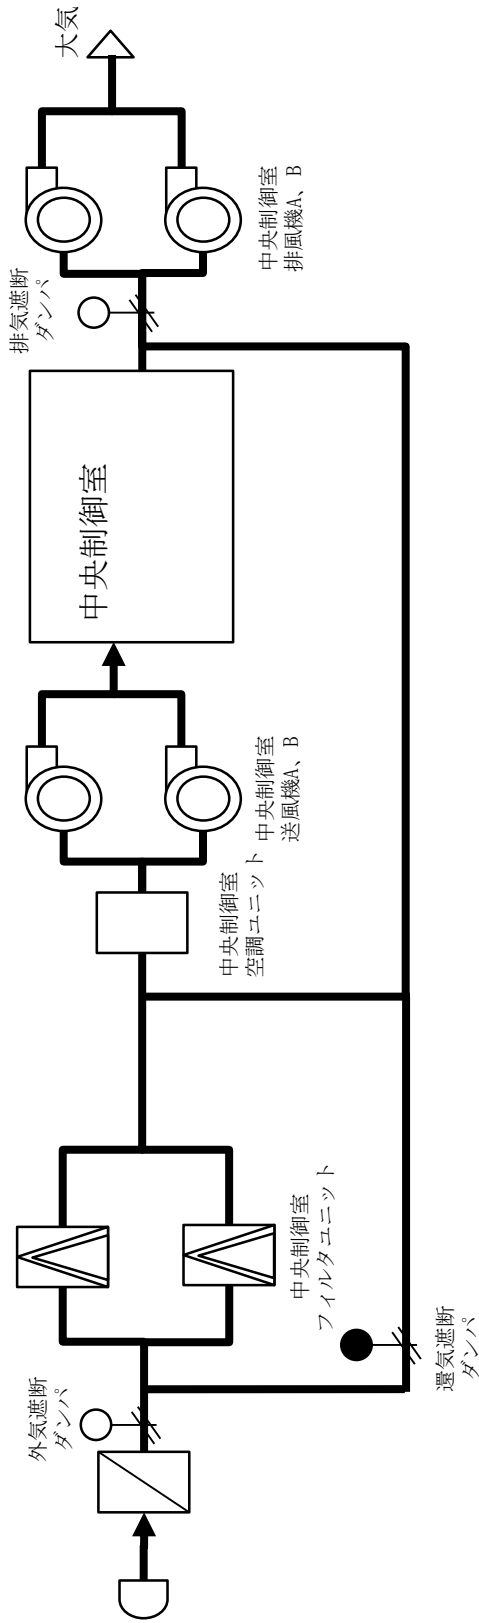 外気遮断
ダンパ
中央制御室
フィルタユニット
還気遮断
ダンパ
中央制御室
空調ユニット
中央制御室
送風機A、B
中央制御室
排気遮断
ダンパ
中央制御室
排風機A、B
大気